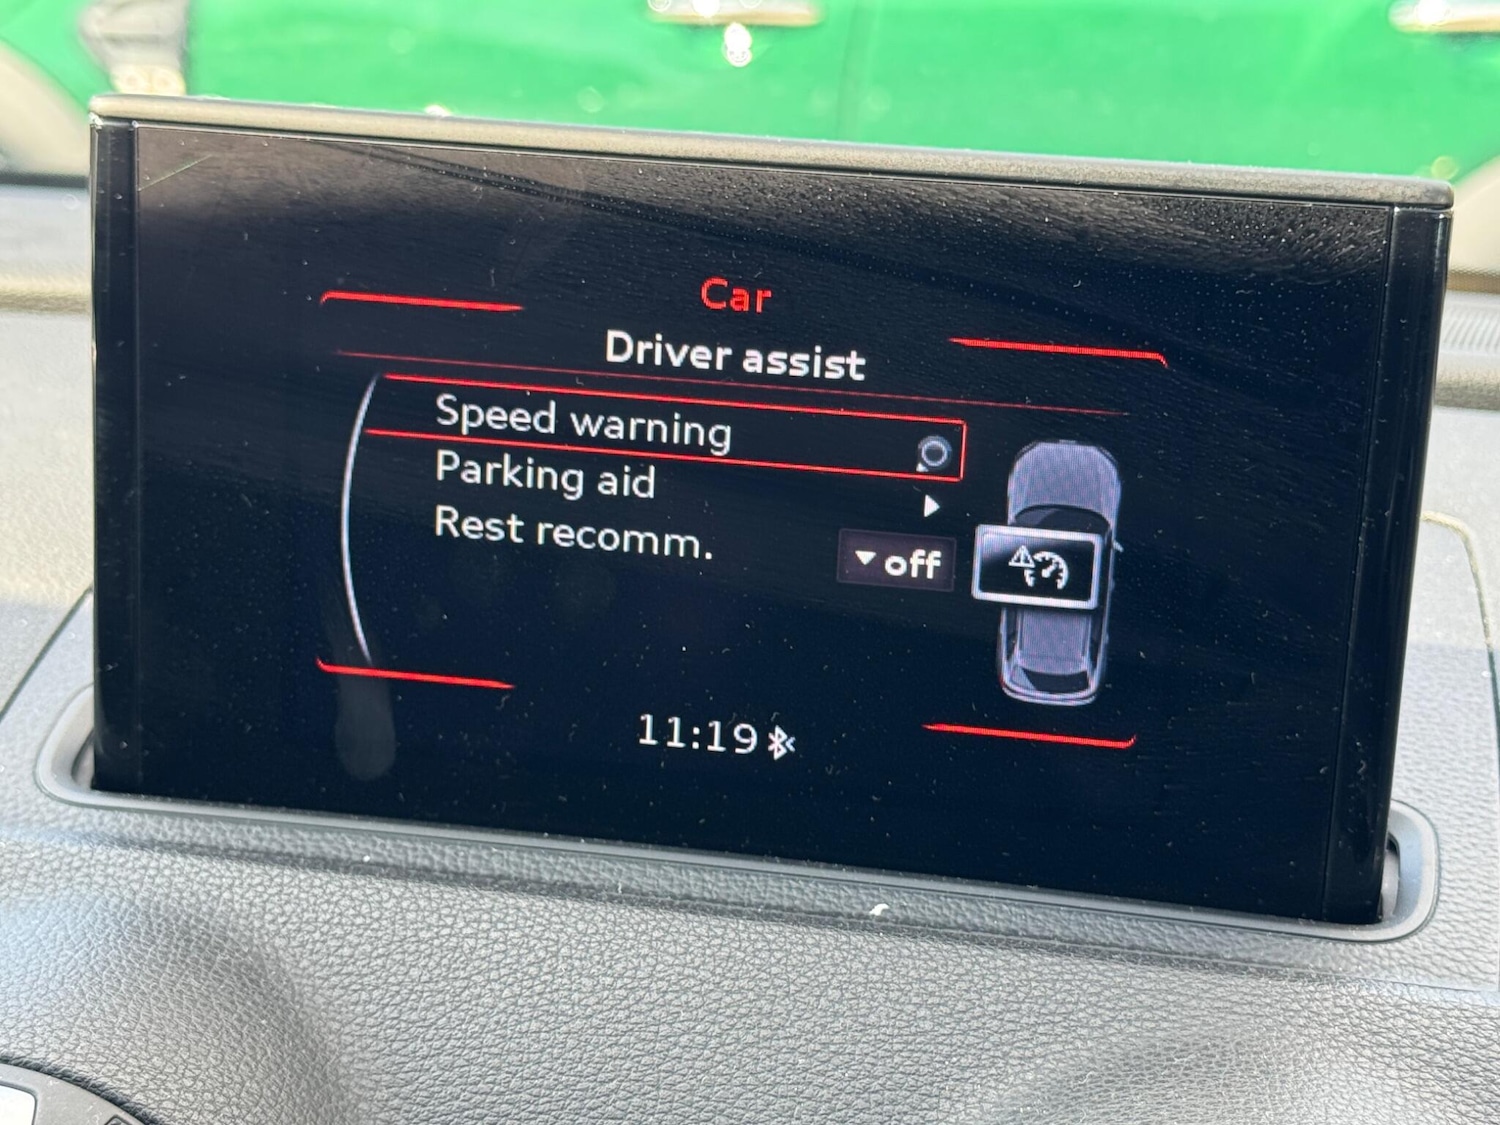 Car
Driver assist
Speed warning
Parking aid
Rest recomm.
off
11:19